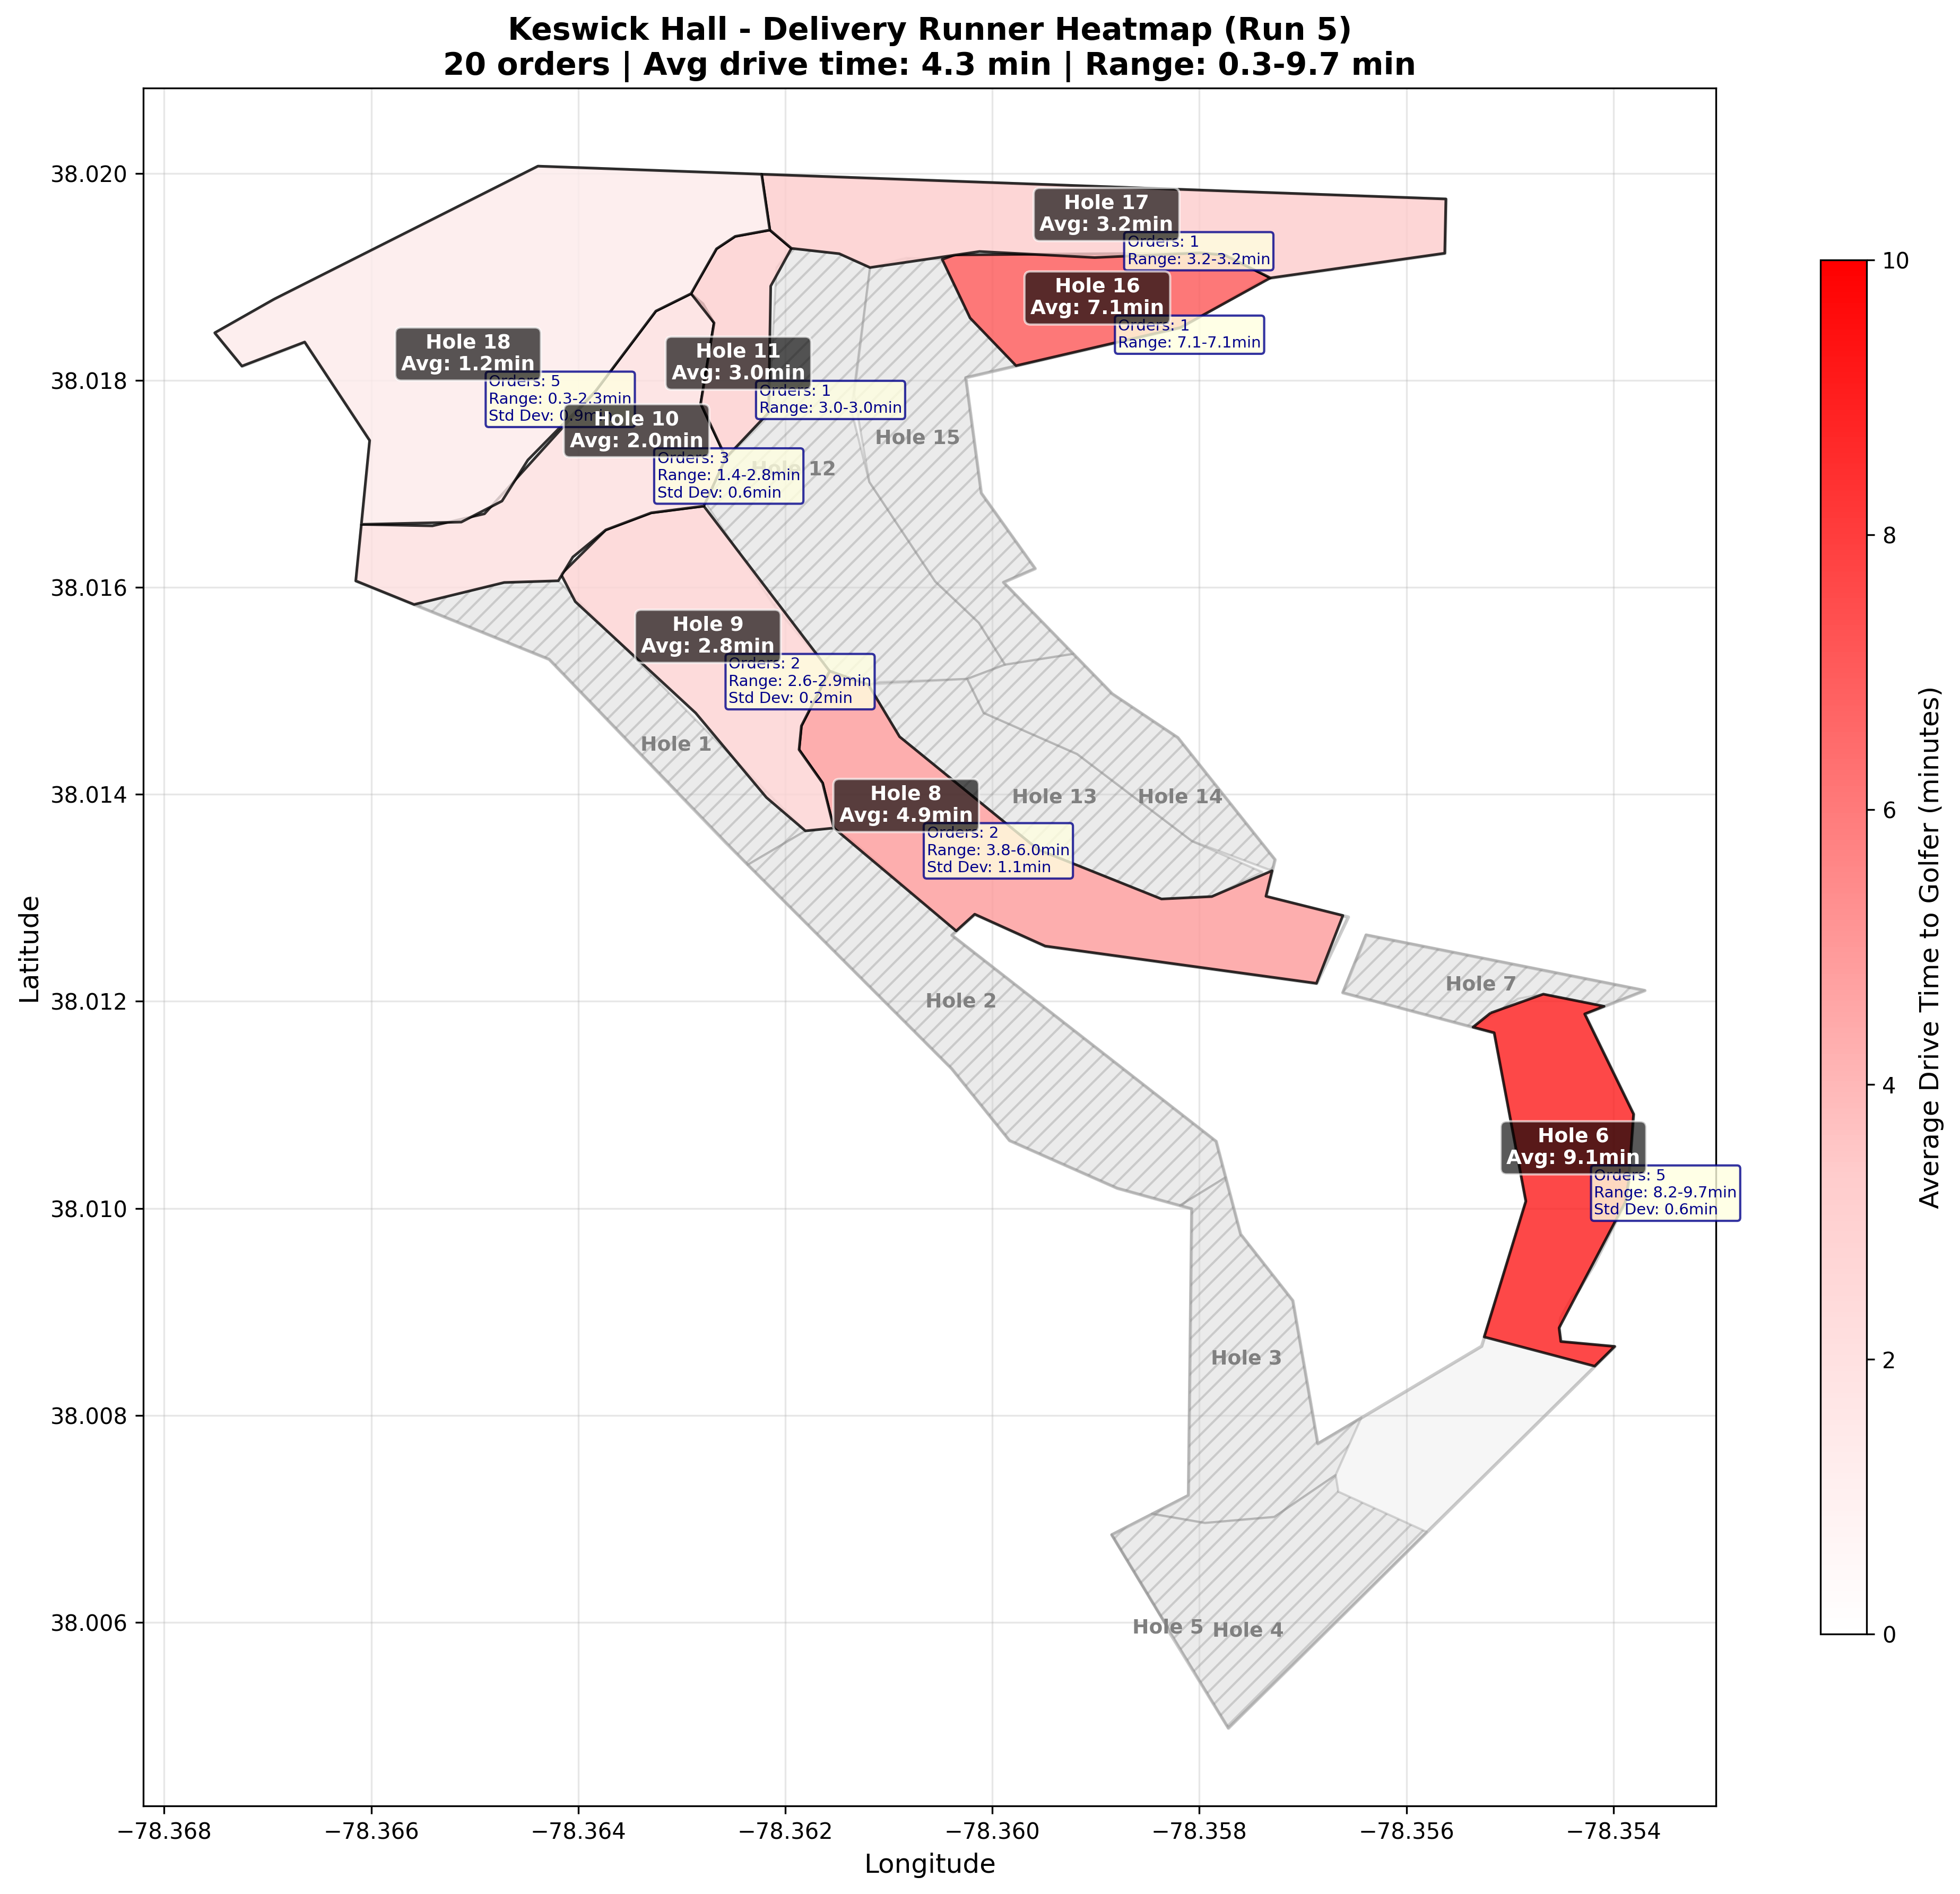 Keswick Hall - Delivery Runner Heatmap (Run 5)
20 orders | Avg drive time: 4.3 min | Range: 0.3-9.7 min
Hole 17
Avg: 3.2min
Orders: 1
Range: 3.2-3.2min
Hole 16
Avg: 7.1min
Orders: 1
Range: 7.1-7.1min
Hole 18
Avg: 1.2min
Orders: 5
Range: 0.3-2.3min
Std Dev: 0.9min
Hole 11
Avg: 3.0min
Orders: 1
Range: 3.0-3.0min
Hole 10
Avg: 2.0min
Orders: 3
Range: 1.4-2.8min
Std Dev: 0.6min
Hole 12
Hole 15
Hole 9
Avg: 2.8min
Orders: 2
Range: 2.6-2.9min
Std Dev: 0.2min
Hole 1
Hole 8
Avg: 4.9min
Orders: 2
Range: 3.8-6.0min
Std Dev: 1.1min
Hole 13
Hole 14
Hole 2
Hole 7
Hole 6
Avg: 9.1min
Orders: 5
Range: 8.2-9.7min
Std Dev: 0.6min
Hole 3
Hole 5
Hole 4
38.020
38.018
38.016
38.014
38.012
38.010
38.008
38.006
Latitude
−78.368
−78.366
−78.364
−78.362
−78.360
−78.358
−78.356
−78.354
Longitude
10
8
6
4
2
0
Average Drive Time to Golfer (minutes)